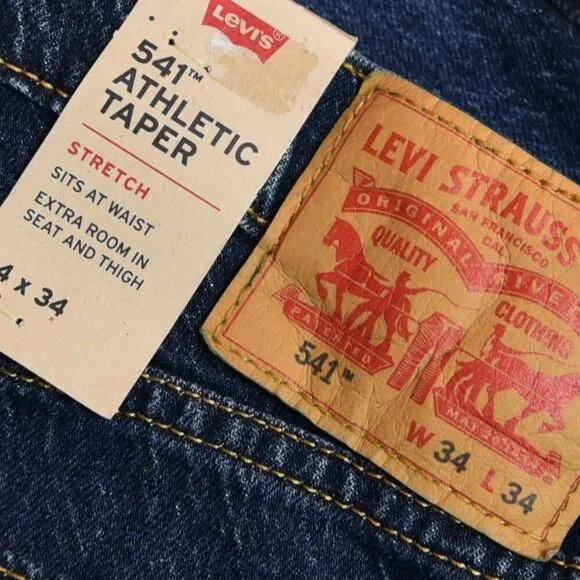 Levi's®
541™
ATHLETIC
TAPER
STRETCH
SITS AT WAIST
EXTRA ROOM IN
SEAT AND THIGH
4 x 34
LEVI STRAUSS
SAN FRANCISCO
CAL
QUALITY
CLOTHING
PATENTED
541™
W 34 L 34